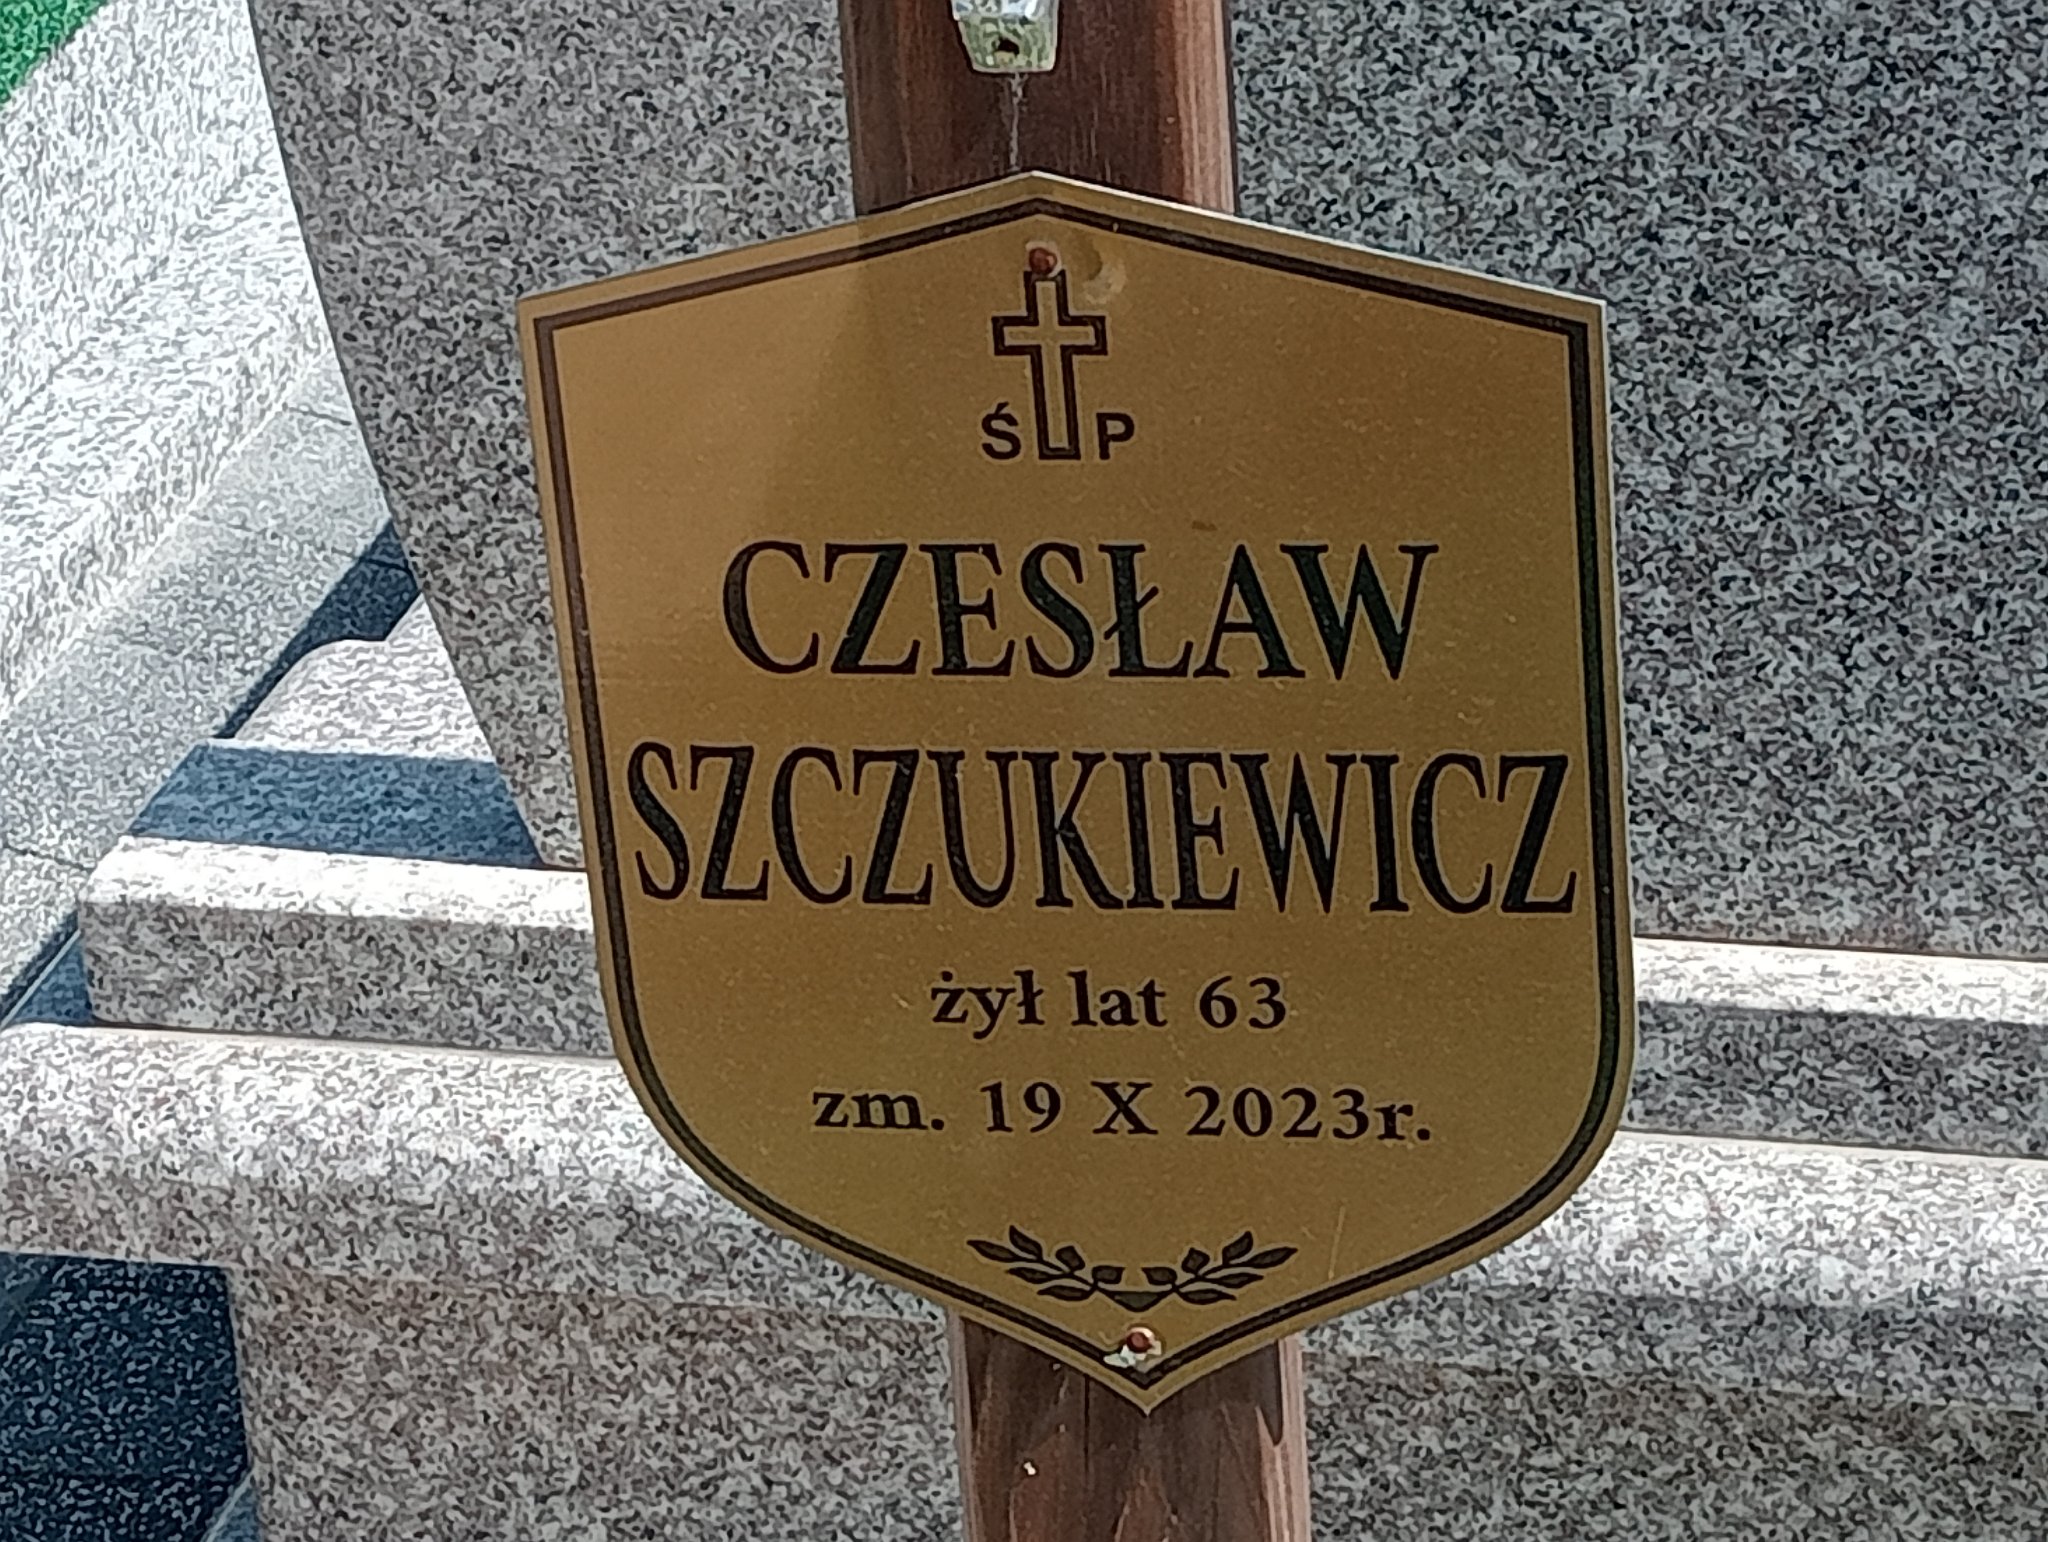 Ś P
CZESŁAW
SZCZUKIEWICZ
żył lat 63
zm. 19 X 2023r.